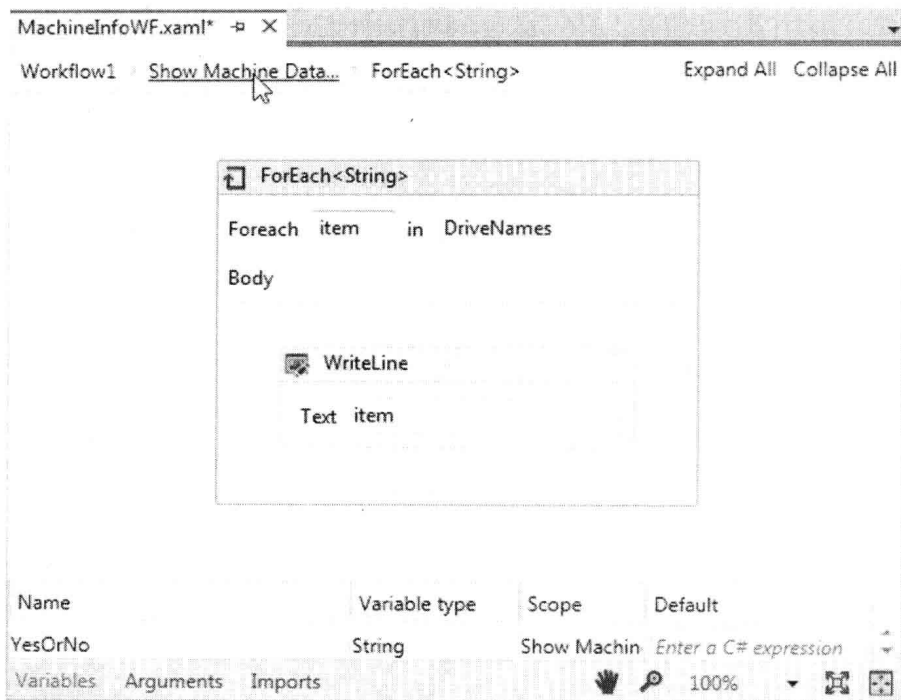 MachineInfoWF.xaml*
Workflow1 Show Machine Data... ForEach<String> Expand All Collapse All
ForEach<String>
Foreach item in DriveNames
Body
WriteLine
Text item
Name Variable type Scope Default
YesOrNo String Show Machin Enter a C# expression
Variables Arguments Imports 100%